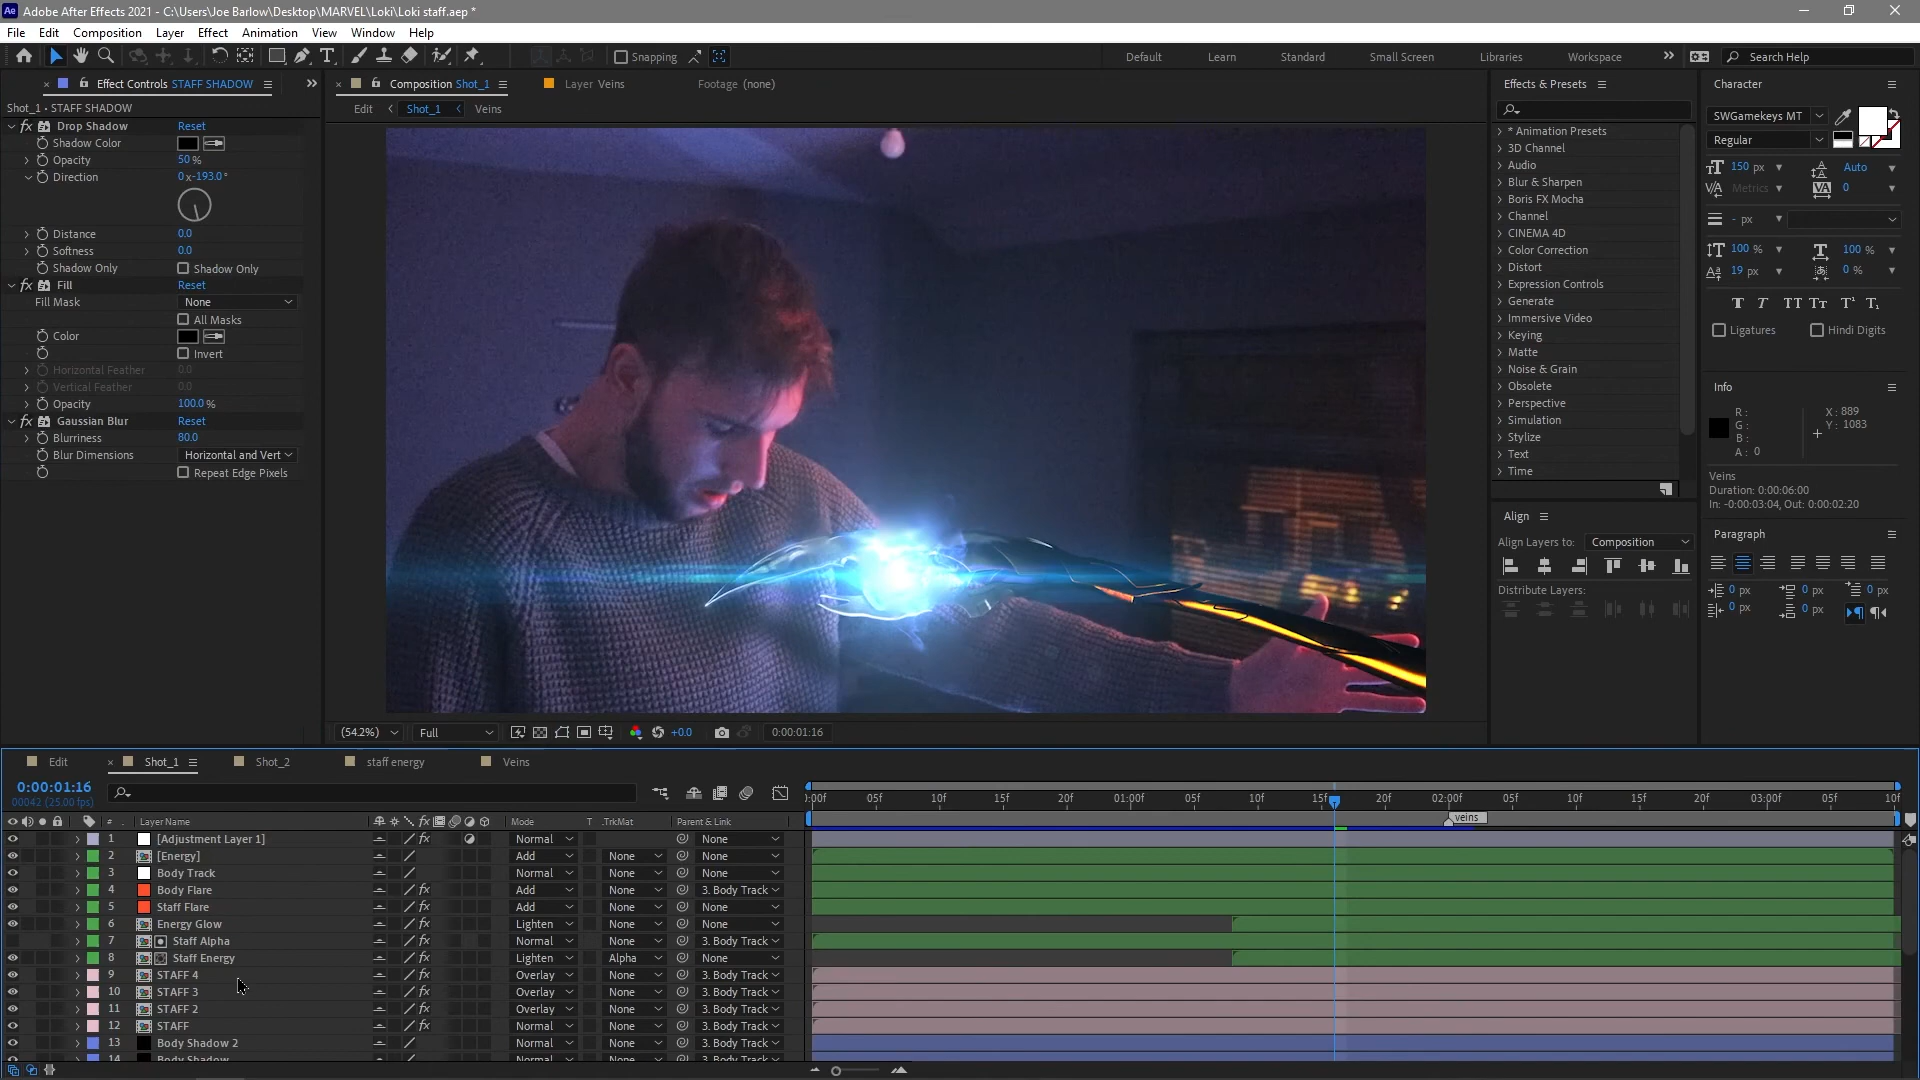 Adobe After Effects 2021 - C:\Users\Joe Barlow\Desktop\MARVEL\Loki\Loki staff.aep *
File Edit Composition Layer Effect Animation View Window Help
Snapping
Default Learn Standard Small Screen Libraries Workspace
Search Help
Effect Controls STAFF SHADOW
Shot_1 • STAFF SHADOW
fx Drop Shadow Reset
Shadow Color
Opacity 50 %
Direction 0 x -193.0 °
Distance 0.0
Softness 0.0
Shadow Only Shadow Only
fx Fill Reset
Fill Mask None
All Masks
Color
Invert
Horizontal Feather 0.0
Vertical Feather 0.0
Opacity 100.0 %
fx Gaussian Blur Reset
Blurriness 80.0
Blur Dimensions Horizontal and Vert
Repeat Edge Pixels
Composition Shot_1 Layer Veins Footage (none)
Edit Shot_1 Veins
(54.2%) Full +0.0 0:00:01:16
Effects & Presets
* Animation Presets
3D Channel
Audio
Blur & Sharpen
Boris FX Mocha
Channel
CINEMA 4D
Color Correction
Distort
Expression Controls
Generate
Immersive Video
Keying
Matte
Noise & Grain
Obsolete
Perspective
Simulation
Stylize
Text
Time
Align
Align Layers to: Composition
Distribute Layers:
Character
SWGamekeys MT
Regular
150 px Auto
Metrics 0
- px
100 % 100 %
19 px 0 %
Ligatures Hindi Digits
Info
R : X : 889
G : Y : 1083
B :
A : 0
Veins
Duration: 0:00:06:00
In: -0:00:03:04, Out: 0:00:02:20
Paragraph
0 px 0 px 0 px
0 px 0 px
Edit Shot_1 Shot_2 staff energy Veins
0:00:01:16
00042 (25.00 fps)
:00f 05f 10f 15f 20f 01:00f 05f 10f 15f 20f 02:00f 05f 10f 15f 20f 03:00f 05f 10f
veins
# Layer Name fx Mode T .TrkMat Parent & Link
1 [Adjustment Layer 1] Normal None
2 [Energy] Add None None
3 Body Track Normal None None
4 Body Flare fx Add None 3. Body Track
5 Staff Flare fx Add None None
6 Energy Glow fx Lighten None None
7 Staff Alpha Normal None 3. Body Track
8 Staff Energy fx Lighten Alpha None
9 STAFF 4 fx Overlay None 3. Body Track
10 STAFF 3 fx Overlay None 3. Body Track
11 STAFF 2 fx Overlay None 3. Body Track
12 STAFF fx Normal None 3. Body Track
13 Body Shadow 2 Normal None 3. Body Track
14 Body Shadow Normal None 3. Body Track